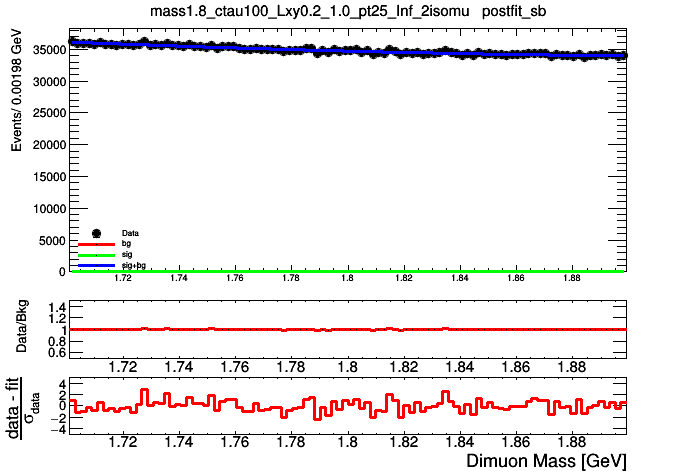 mass1.8_ctau100_Lxy0.2_1.0_pt25_Inf_2isomu postfit_sb
Events/ 0.00198 GeV
35000
30000
25000
20000
15000
10000
5000
0
Data
bg
sig
sig+bg
1.72 1.74 1.76 1.78 1.8 1.82 1.84 1.86 1.88
Data/Bkg
1.4
1.2
1
0.8
0.6
1.72 1.74 1.76 1.78 1.8 1.82 1.84 1.86 1.88
data - fit
σdata
4
2
0
−2
−4
1.72 1.74 1.76 1.78 1.8 1.82 1.84 1.86 1.88
Dimuon Mass [GeV]